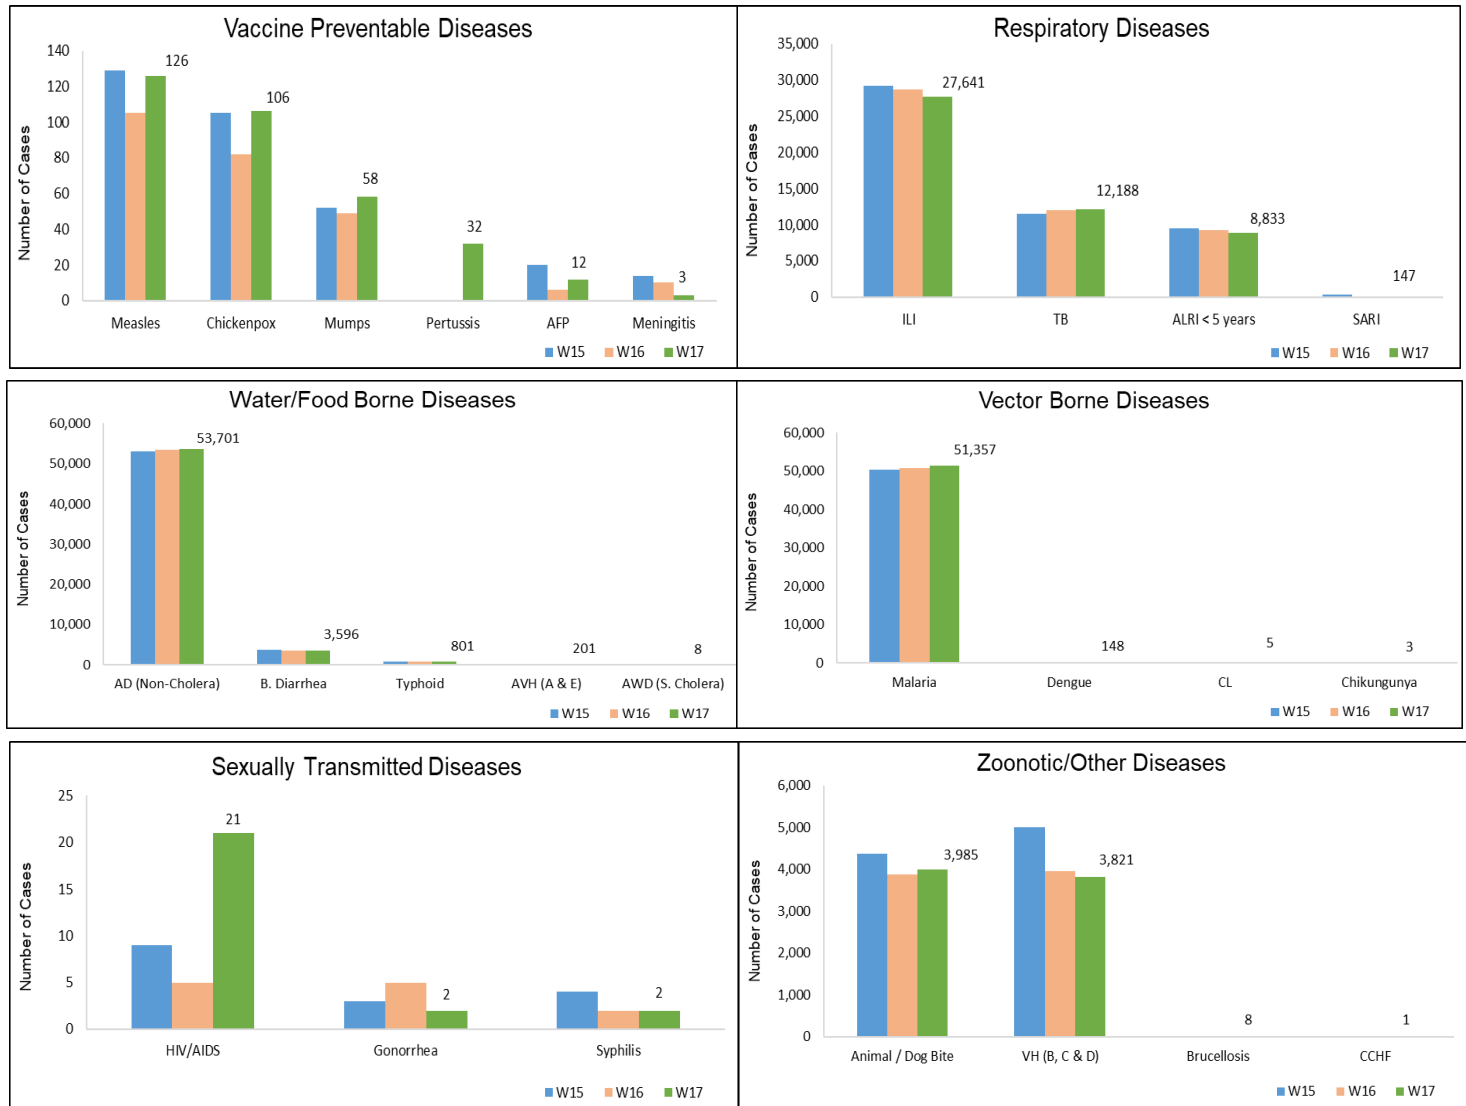 Vaccine Preventable Diseases
Number of Cases
140
120
100
80
60
40
20
0
126
106
58
32
12
3
Measles Chickenpox Mumps Pertussis AFP Meningitis
W15 W16 W17
Respiratory Diseases
Number of Cases
35,000
30,000
25,000
20,000
15,000
10,000
5,000
0
27,641
12,188
8,833
147
ILI TB ALRI < 5 years SARI
W15 W16 W17
Water/Food Borne Diseases
Number of Cases
60,000
50,000
40,000
30,000
20,000
10,000
0
53,701
3,596
801
201
8
AD (Non-Cholera) B. Diarrhea Typhoid AVH (A & E) AWD (S. Cholera)
W15 W16 W17
Vector Borne Diseases
Number of Cases
60,000
50,000
40,000
30,000
20,000
10,000
0
51,357
148
5
3
Malaria Dengue CL Chikungunya
W15 W16 W17
Sexually Transmitted Diseases
Number of Cases
25
20
15
10
5
0
21
2
2
HIV/AIDS Gonorrhea Syphilis
W15 W16 W17
Zoonotic/Other Diseases
Number of Cases
6,000
5,000
4,000
3,000
2,000
1,000
0
3,985
3,821
8
1
Animal / Dog Bite VH (B, C & D) Brucellosis CCHF
W15 W16 W17